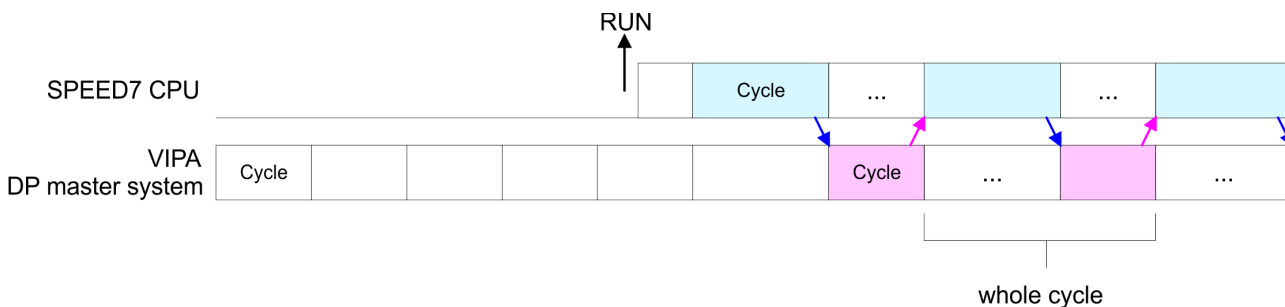 RUN
SPEED7 CPU
Cycle
...
...
VIPA
DP master system
Cycle
Cycle
...
...
whole cycle